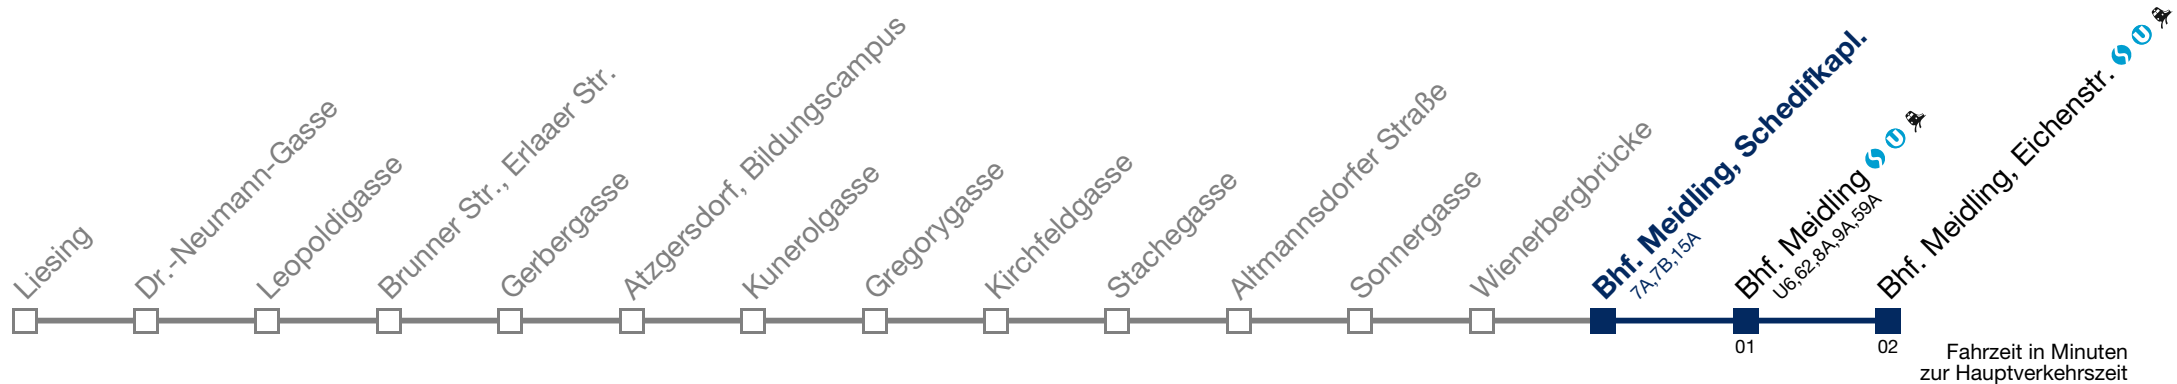 Liesing
Dr.-Neumann-Gasse
Leopoldigasse
Brunner Str., Erlaaer Str.
Gerbergasse
Atzgersdorf, Bildungscampus
Kunerolgasse
Gregorygasse
Kirchfeldgasse
Stachegasse
Altmannsdorfer Straße
Sonnergasse
Wienerbergbrücke
Bhf. Meidling, Schedifkapl.
7A,7B,15A
Bhf. Meidling
U6,62,8A,9A,59A
Bhf. Meidling, Eichenstr.
01
02
Fahrzeit in Minuten
zur Hauptverkehrszeit